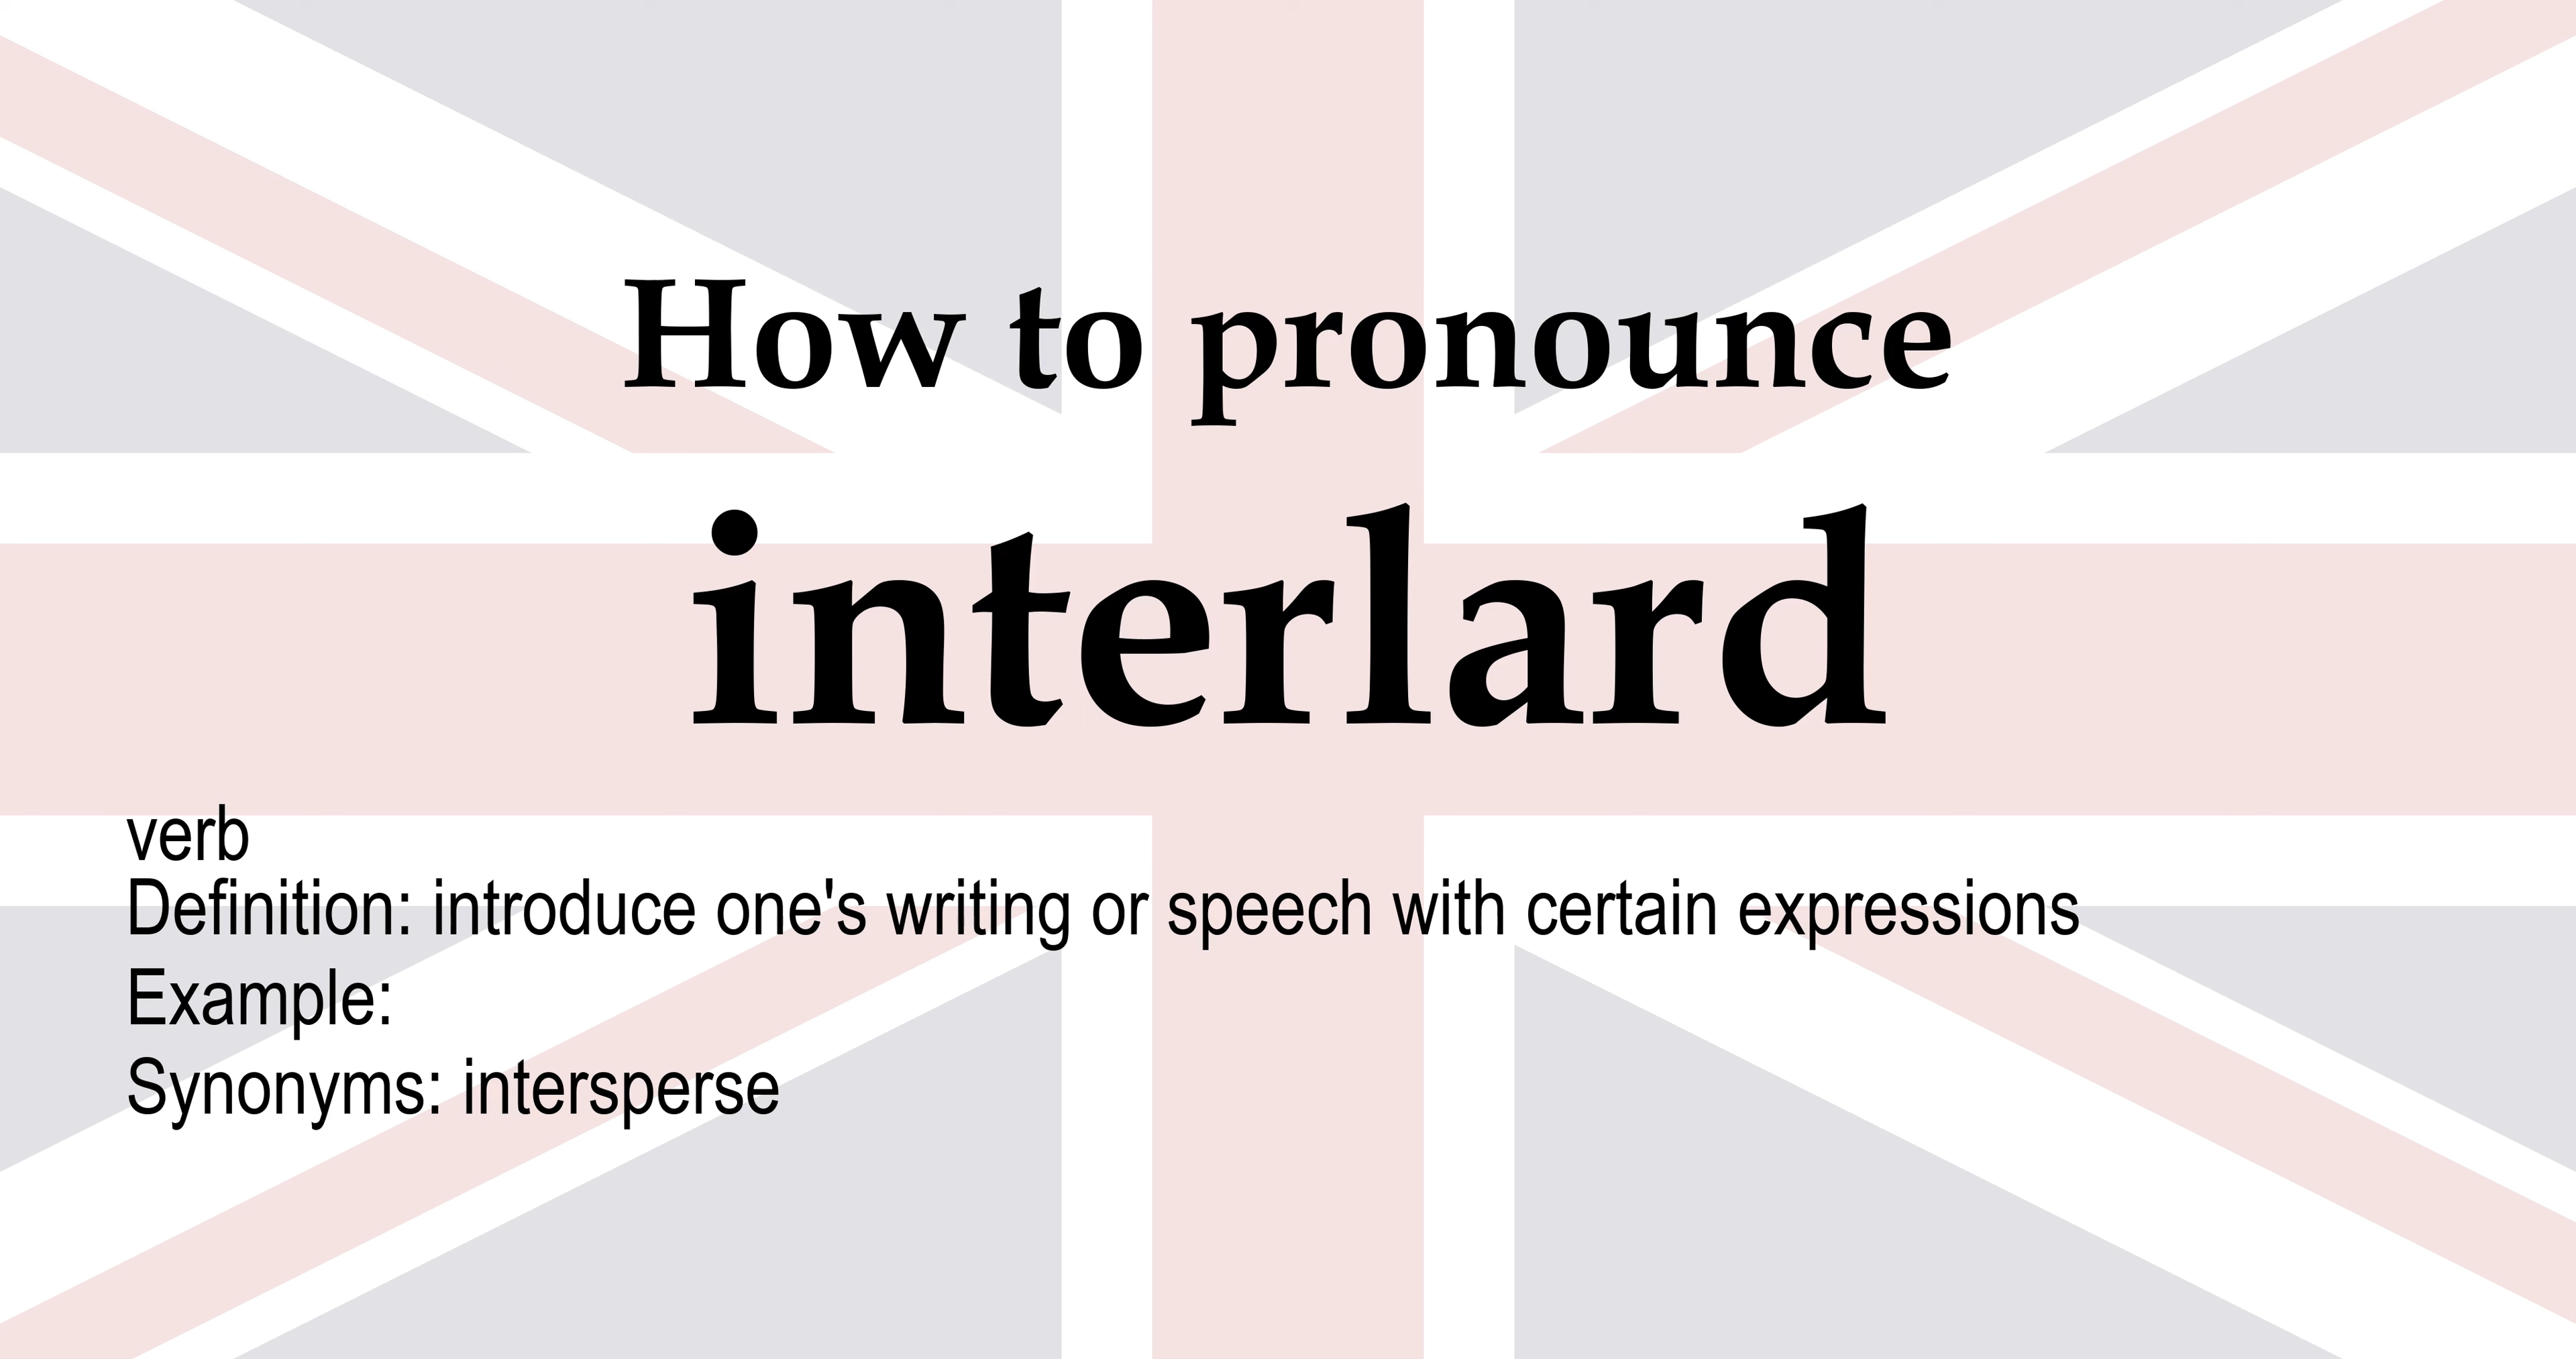 How to pronounce
interlard
verb
Definition: introduce one's writing or speech with certain expressions
Example:
Synonyms: intersperse